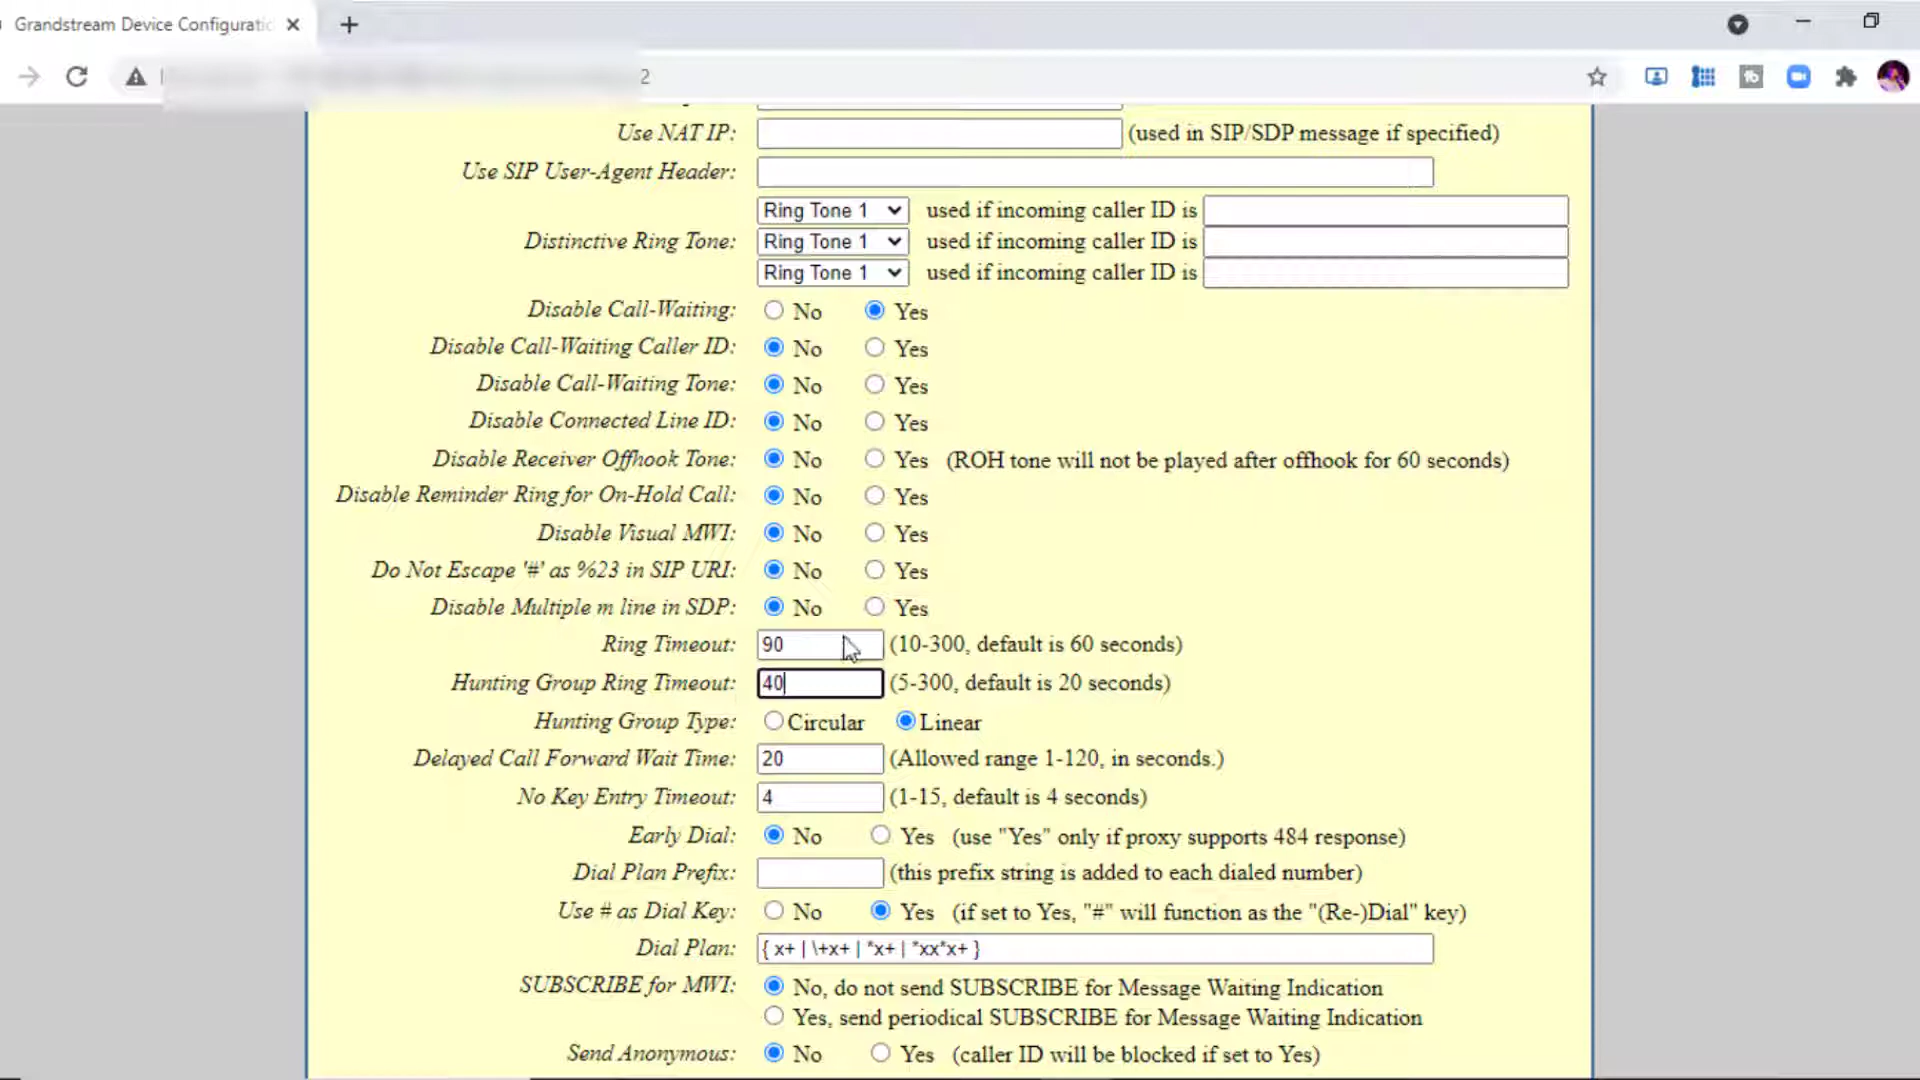 Grandstream Device Configuratio
2
Use NAT IP: (used in SIP/SDP message if specified)
Use SIP User-Agent Header:
Ring Tone 1 used if incoming caller ID is
Distinctive Ring Tone: Ring Tone 1 used if incoming caller ID is
Ring Tone 1 used if incoming caller ID is
Disable Call-Waiting: No Yes
Disable Call-Waiting Caller ID: No Yes
Disable Call-Waiting Tone: No Yes
Disable Connected Line ID: No Yes
Disable Receiver Offhook Tone: No Yes (ROH tone will not be played after offhook for 60 seconds)
Disable Reminder Ring for On-Hold Call: No Yes
Disable Visual MWI: No Yes
Do Not Escape '#' as %23 in SIP URI: No Yes
Disable Multiple m line in SDP: No Yes
Ring Timeout: 90 (10-300, default is 60 seconds)
Hunting Group Ring Timeout: 40 (5-300, default is 20 seconds)
Hunting Group Type: Circular Linear
Delayed Call Forward Wait Time: 20 (Allowed range 1-120, in seconds.)
No Key Entry Timeout: 4 (1-15, default is 4 seconds)
Early Dial: No Yes (use "Yes" only if proxy supports 484 response)
Dial Plan Prefix: (this prefix string is added to each dialed number)
Use # as Dial Key: No Yes (if set to Yes, "#" will function as the "(Re-)Dial" key)
Dial Plan: { x+ | \+x+ | *x+ | *xx*x+ }
SUBSCRIBE for MWI: No, do not send SUBSCRIBE for Message Waiting Indication
Yes, send periodical SUBSCRIBE for Message Waiting Indication
Send Anonymous: No Yes (caller ID will be blocked if set to Yes)